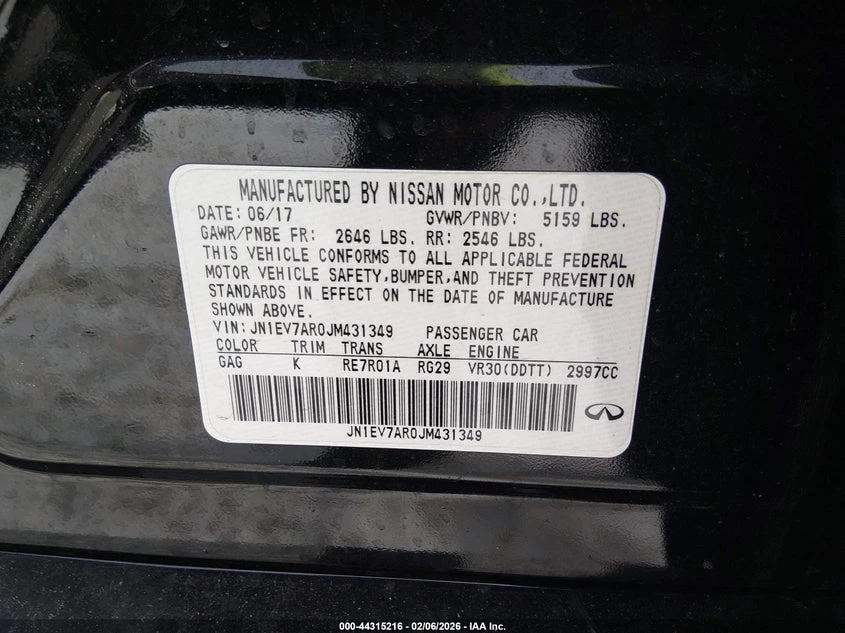 MANUFACTURED BY NISSAN MOTOR CO.,LTD.
DATE: 06/17 GVWR/PNBV: 5159 LBS.
GAWR/PNBE FR: 2646 LBS. RR: 2546 LBS.
THIS VEHICLE CONFORMS TO ALL APPLICABLE FEDERAL
MOTOR VEHICLE SAFETY,BUMPER,AND THEFT PREVENTION
STANDARDS IN EFFECT ON THE DATE OF MANUFACTURE
SHOWN ABOVE.
VIN: JN1EV7AR0JM431349 PASSENGER CAR
COLOR TRIM TRANS AXLE ENGINE
GAG K RE7R01A RG29 VR30(DDTT) 2997CC
JN1EV7AR0JM431349
000-44315216 - 02/06/2026 - IAA Inc.